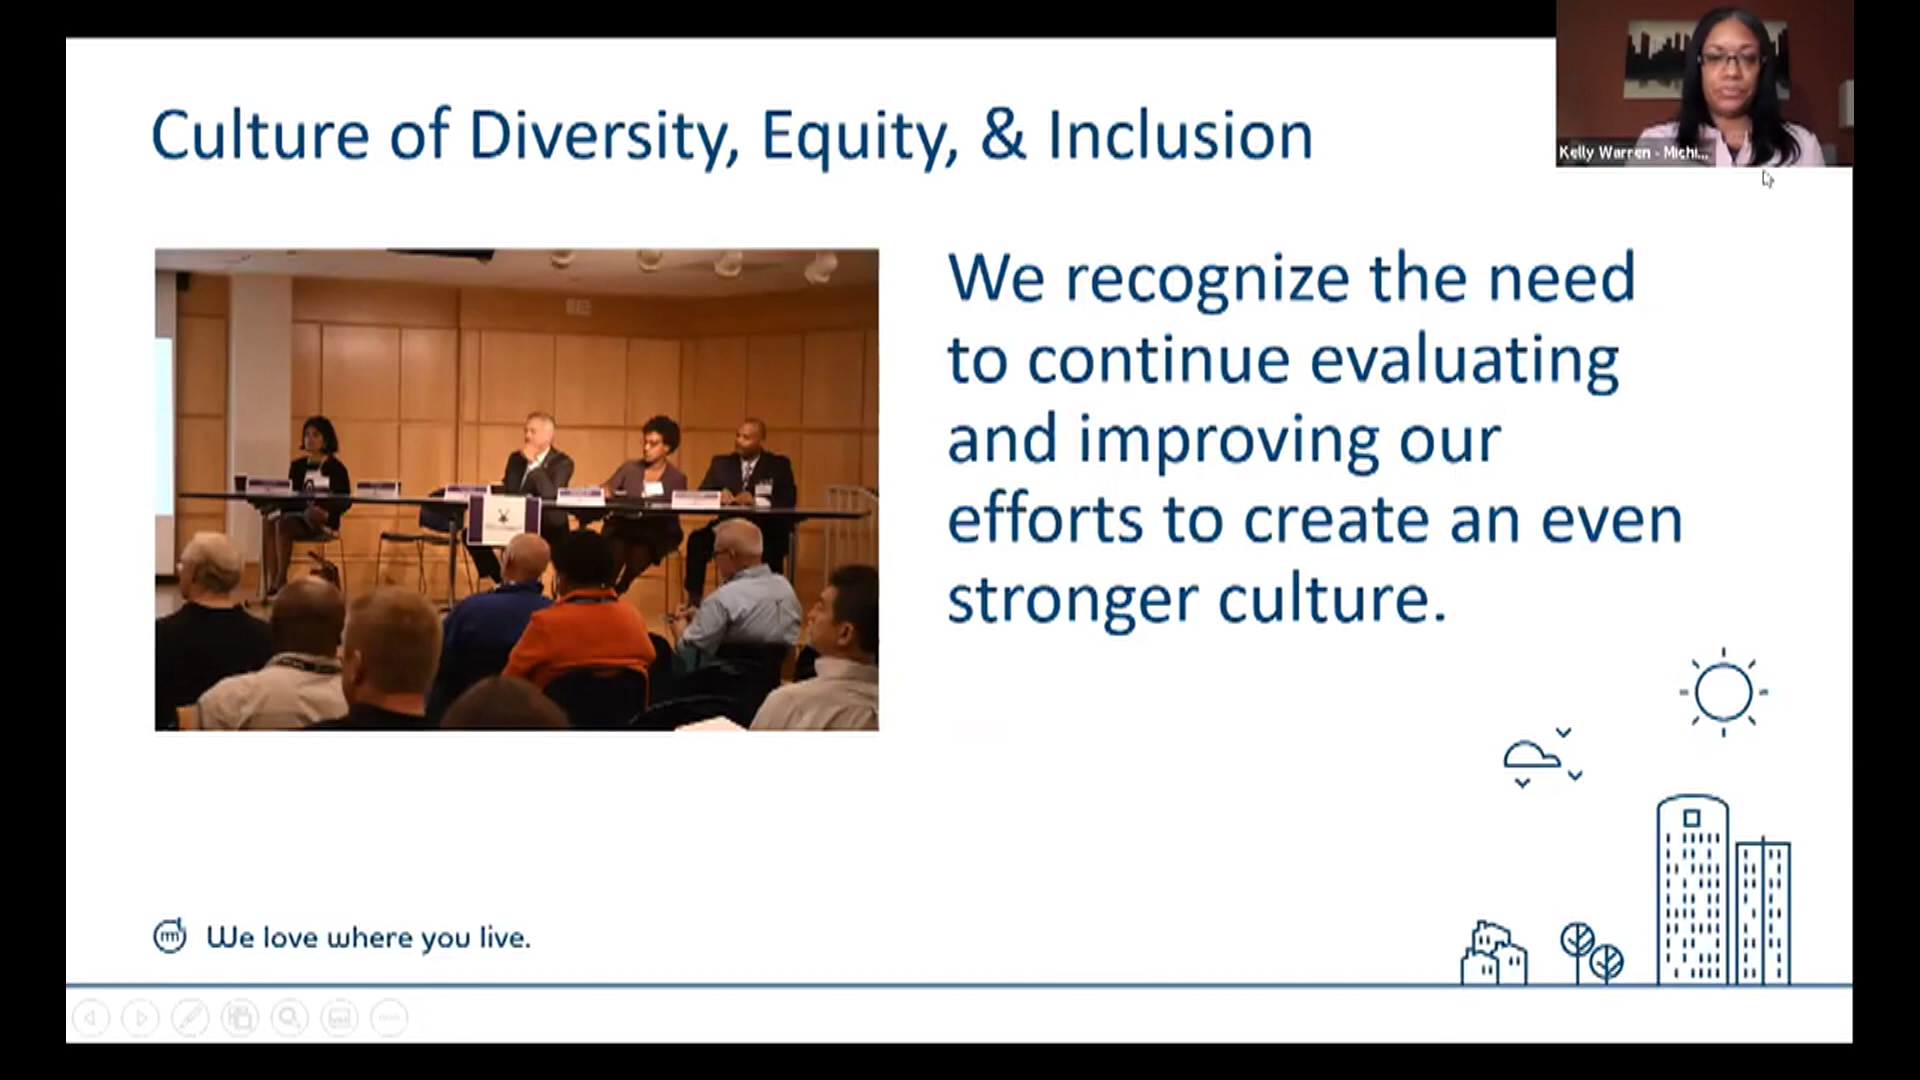 Culture of Diversity, Equity, & Inclusion
Kelly Warren - Michi...
We recognize the need
to continue evaluating
and improving our
efforts to create an even
stronger culture.
We love where you live.